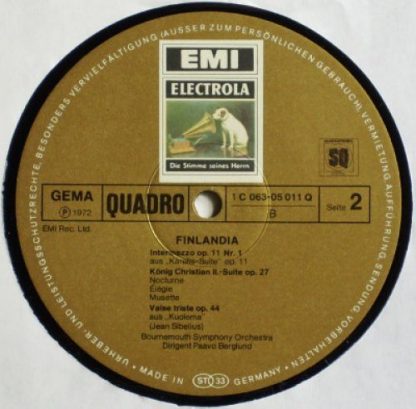 URHEBER- UND LEISTUNGSSCHUTZRECHTE, BESONDERS VERVIELFÄLTIGUNG (AUSSER ZUM PERSÖNLICHEN GEBRAUCH), VERMIETUNG, AUFFÜHRUNG, SENDUNG, VORBEHALTEN
EMI
ELECTROLA
Die Stimme seines Herrn
SQ
GEMA
℗ 1972
QUADRO
1 C 063-05 011 Q
B
Seite 2
EMI Rec. Ltd.
FINLANDIA
Intermezzo op. 11 Nr. 1
aus „Karelia-Suite“ op. 11
König Christian II.-Suite op. 27
Nocturne
Elegie
Musette
Valse triste op. 44
aus „Kuolema“
(Jean Sibelius)
Bournemouth Symphony Orchestra
Dirigent Paavo Berglund
• MADE IN ST 33 GERMANY •